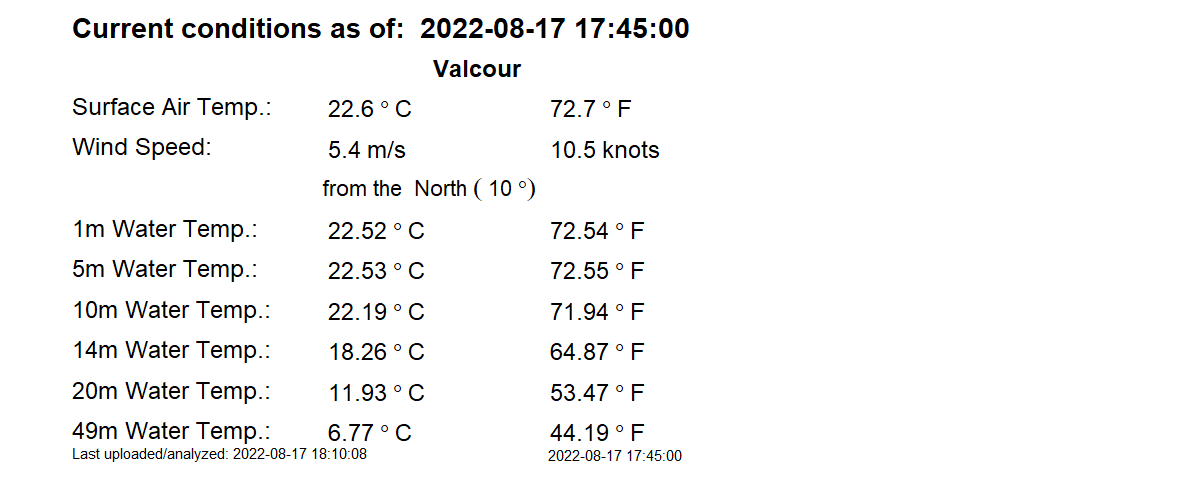 Current conditions as of: 2022-08-17 17:45:00
Valcour
Surface Air Temp.: 22.6 ° C 72.7 ° F
Wind Speed: 5.4 m/s 10.5 knots
from the North ( 10 °)
1m Water Temp.: 22.52 ° C 72.54 ° F
5m Water Temp.: 22.53 ° C 72.55 ° F
10m Water Temp.: 22.19 ° C 71.94 ° F
14m Water Temp.: 18.26 ° C 64.87 ° F
20m Water Temp.: 11.93 ° C 53.47 ° F
49m Water Temp.: 6.77 ° C 44.19 ° F
Last uploaded/analyzed: 2022-08-17 18:10:08 2022-08-17 17:45:00